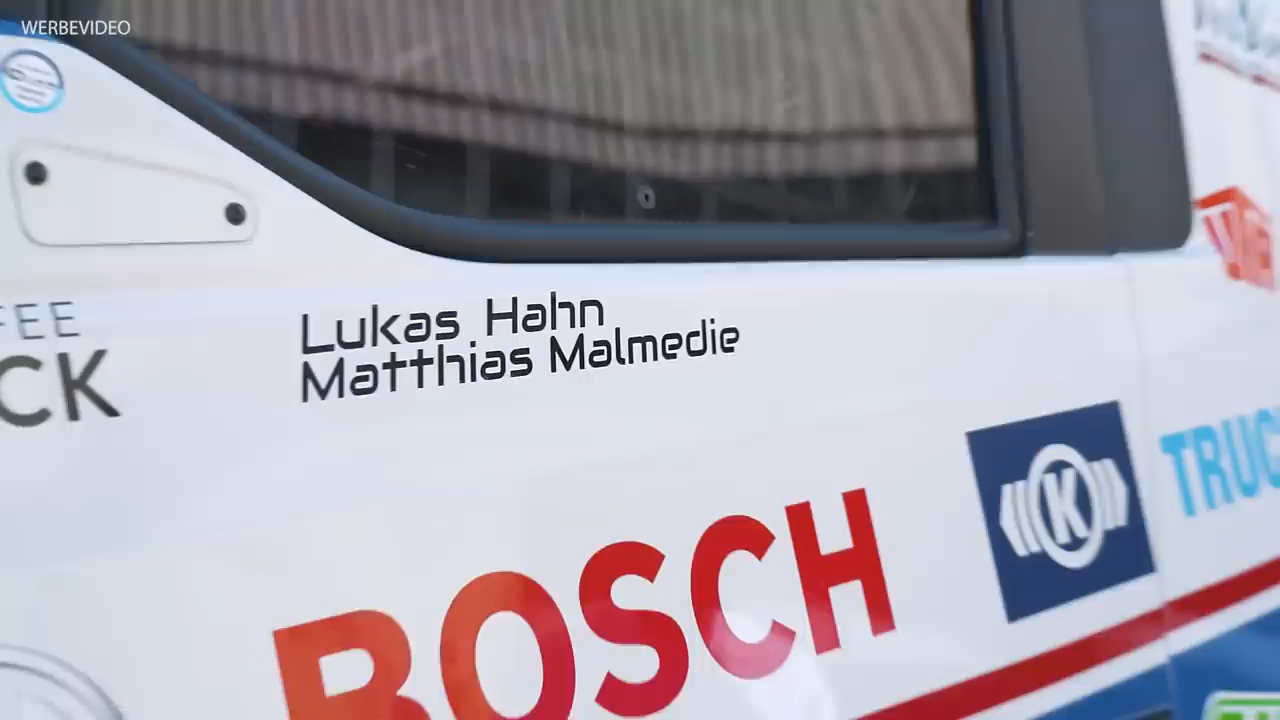 WERBEVIDEO
FEE
CK
Lukas Hahn
Matthias Malmedie
BOSCH
K
TRUC